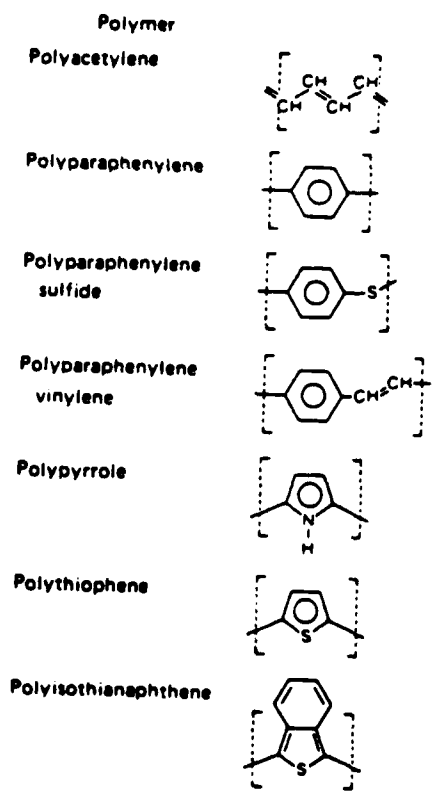 Polymer
Polyacetylene
CH CH
CH CH
Polyparaphenylene
Polyparaphenylene
sulfide
S
Polyparaphenylene
vinylene
CH CH
Polypyrrole
N
H
Polythiophene
S
Polyisothianaphthene
S